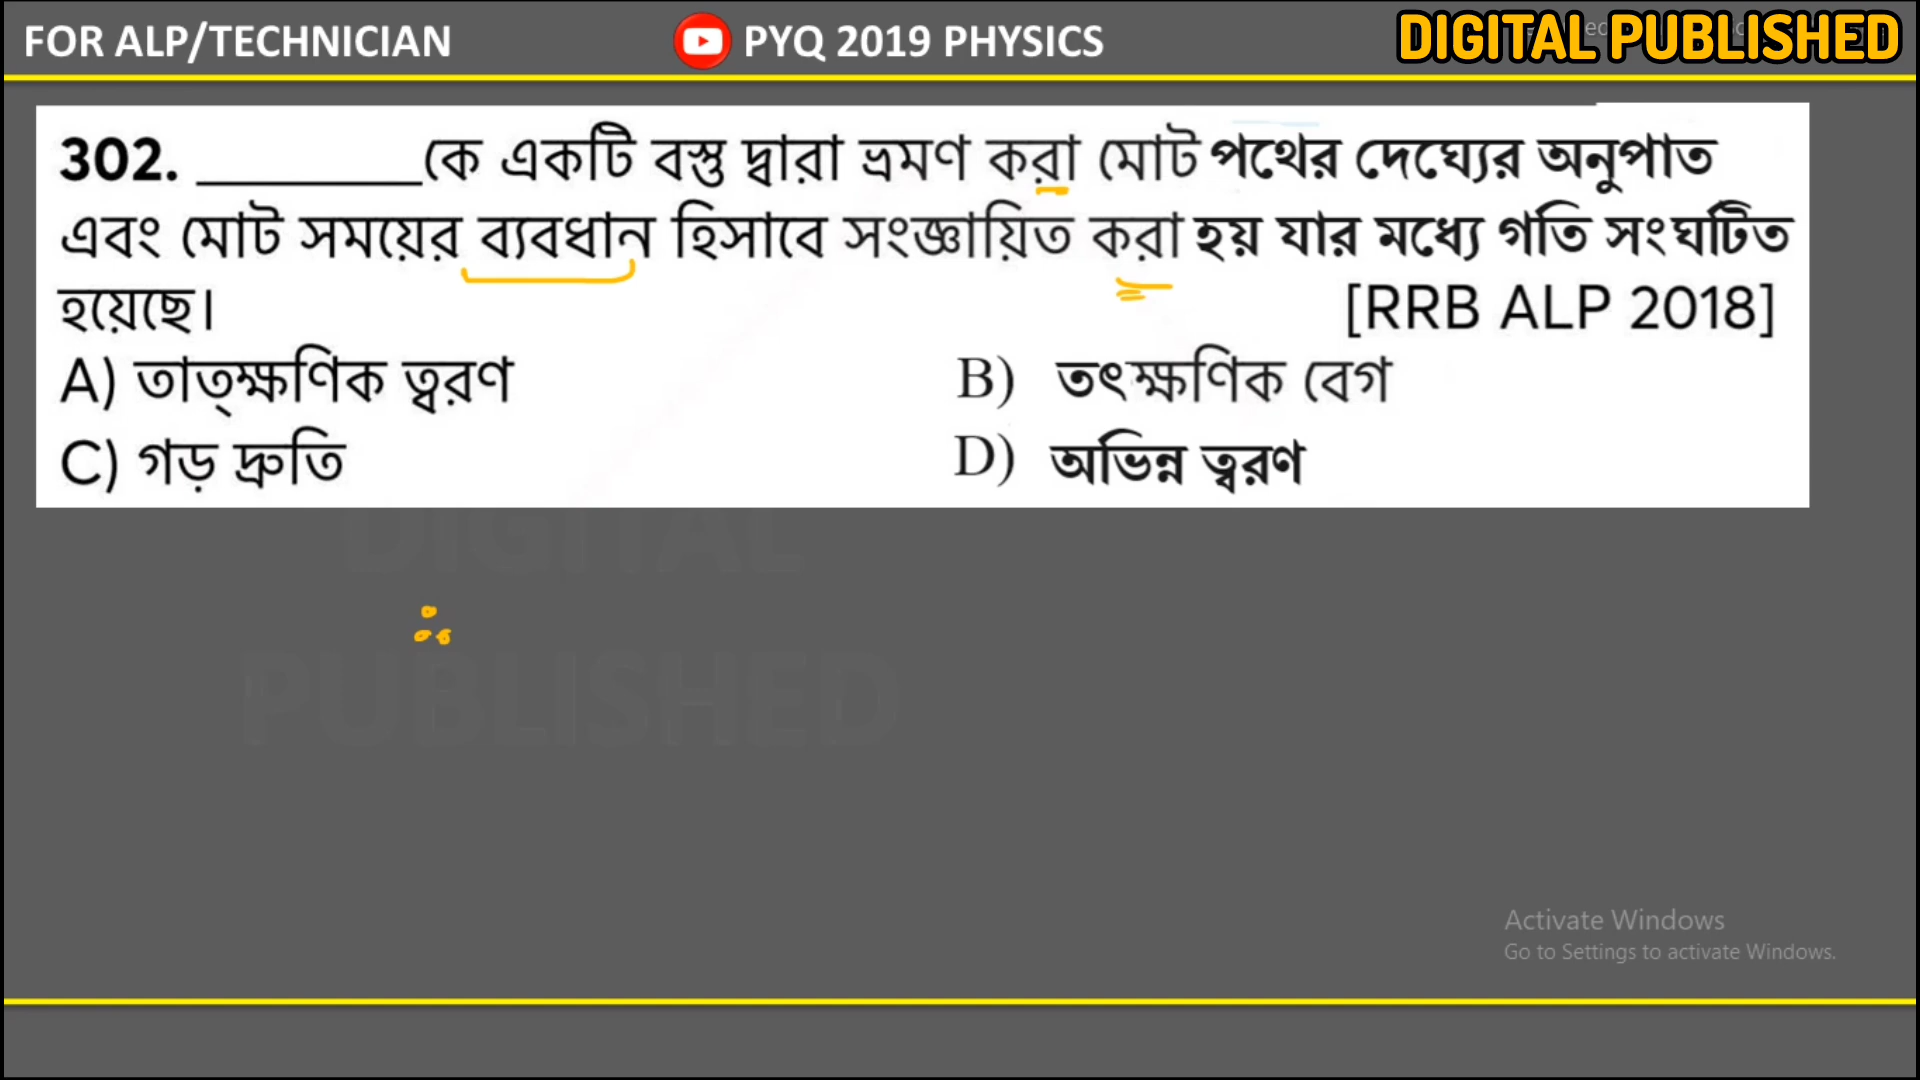 FOR ALP/TECHNICIAN
PYQ 2019 PHYSICS
DIGITAL PUBLISHED
302. ________কে একটি বস্তু দ্বারা ভ্রমণ করা মোট পথের দের্ঘ্যের অনুপাত
এবং মোট সময়ের ব্যবধান হিসাবে সংজ্ঞায়িত করা হয় যার মধ্যে গতি সংঘটিত
হয়েছে।
[RRB ALP 2018]
A) তাত্ক্ষণিক ত্বরণ
B) তৎক্ষণিক বেগ
C) গড় দ্রুতি
D) অভিন্ন ত্বরণ
DIGITAL
PUBLISHED
Activate Windows
Go to Settings to activate Windows.